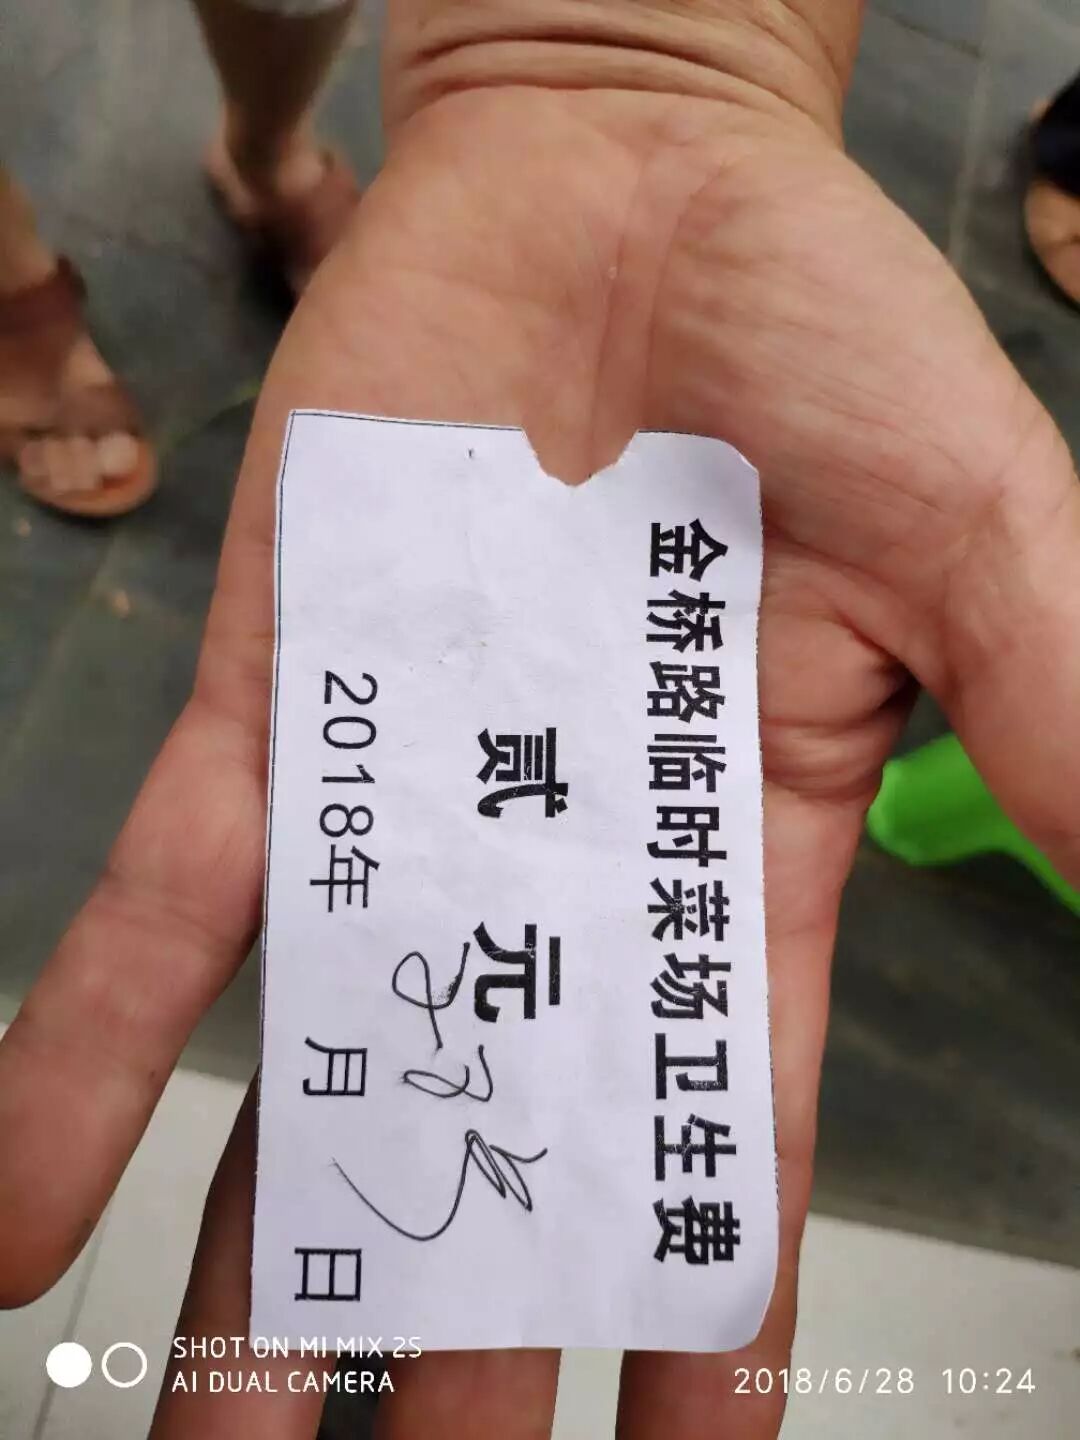 金桥路临时菜场卫生费
贰 元
2018年 月 日
SHOT ON MI MIX 2S
AI DUAL CAMERA
2018/6/28 10:24